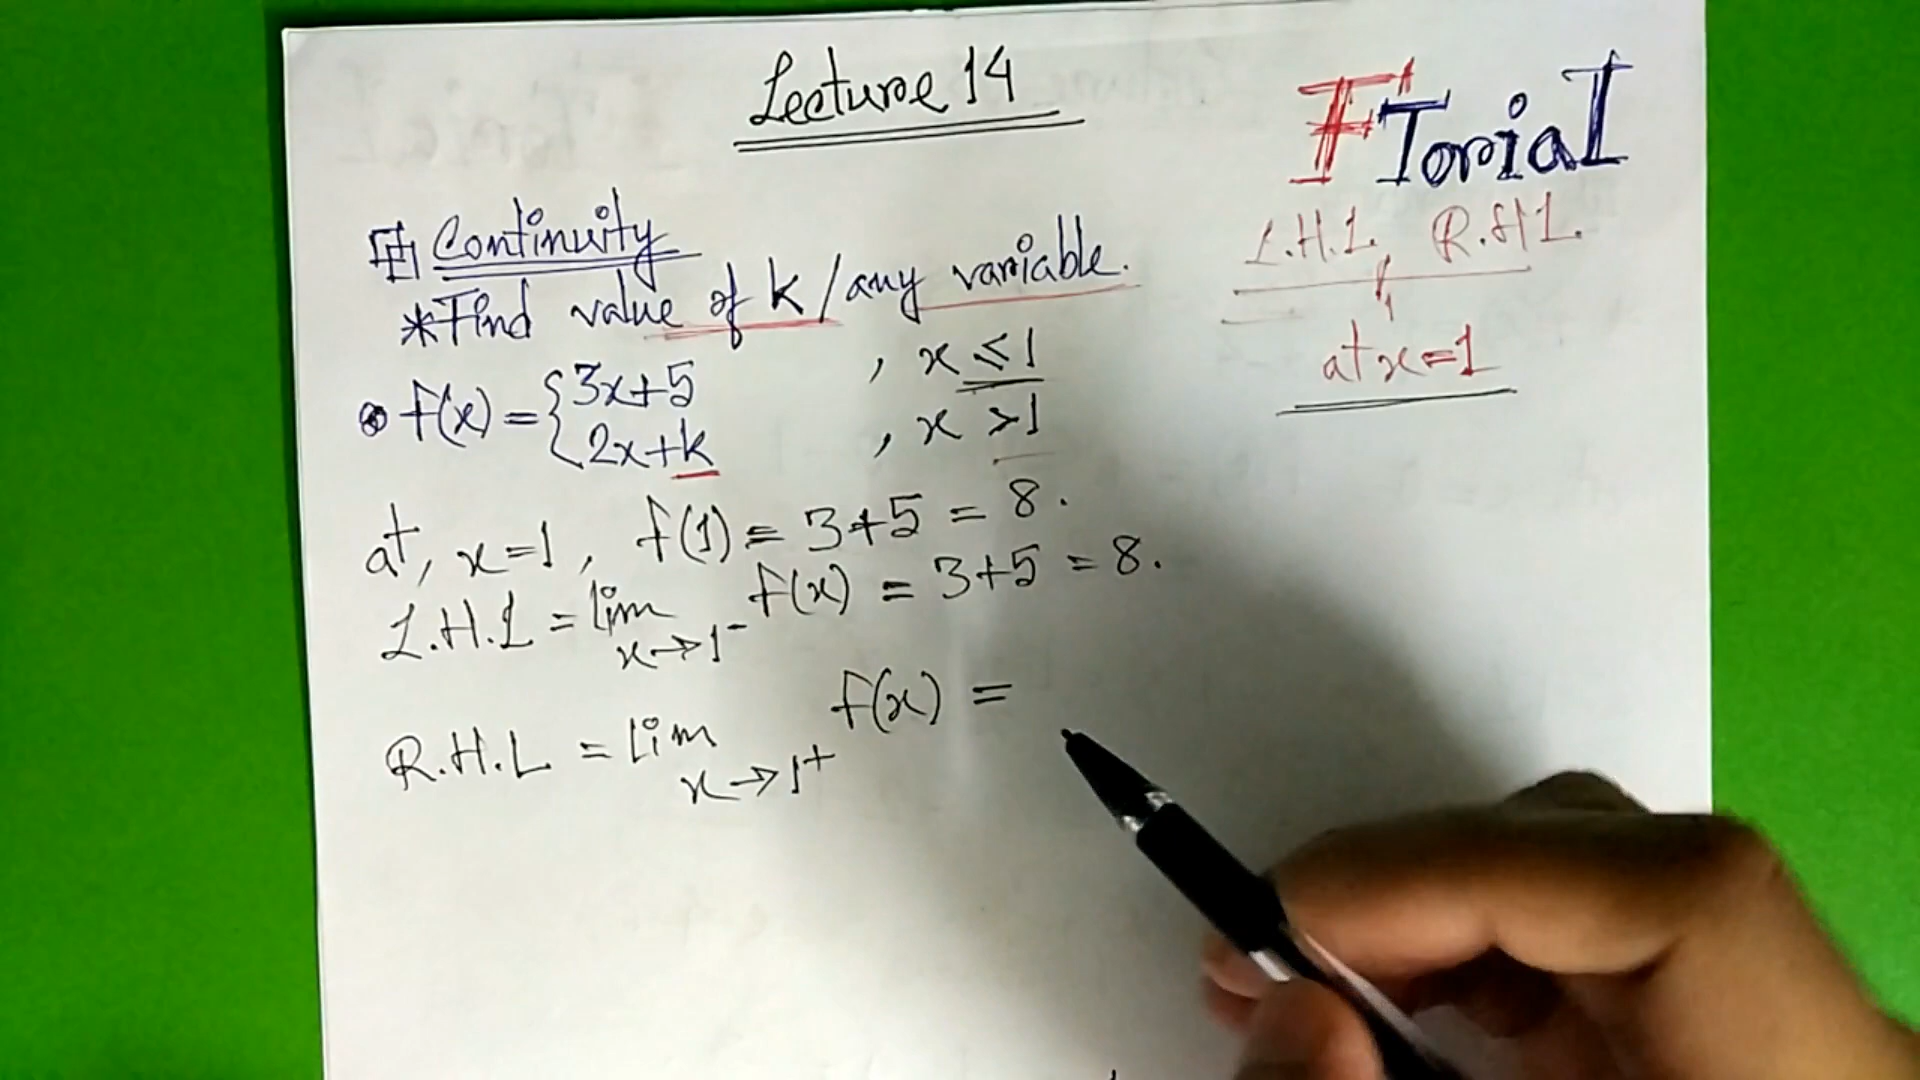 Lecture 14
F Torial
L.H.L, R.H.L.
at x=1
Continuity
*Find value of k / any variable.
f(x) = { 3x+5 , x ≤ 1
2x+k , x > 1
at, x=1, f(1) = 3+5 = 8.
L.H.L = lim x→1⁻ f(x) = 3+5 = 8.
R.H.L = lim x→1⁺ f(x) =